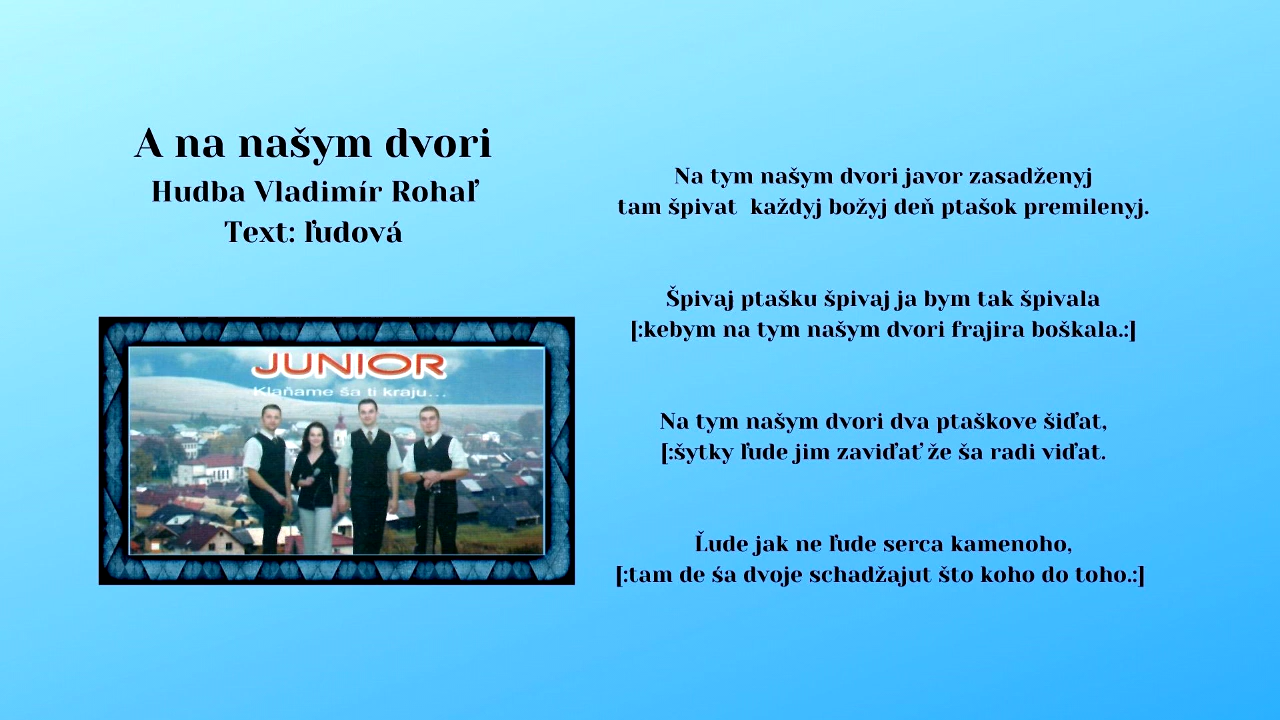 A na našym dvori
Hudba Vladimír Rohaľ
Text: ľudová
JUNIOR
Klaňame ša ti kraju...
Na tym našym dvori javor zasadženyj
tam špivat  každyj božyj deň ptašok premilenyj.
Špivaj ptašku špivaj ja bym tak špivala
[:kebym na tym našym dvori frajira boškala.:]
Na tym našym dvori dva ptaškove šiďat,
[:šytky ľude jim zaviďať že ša radi viďat.
Ľude jak ne ľude serca kamenoho,
[:tam de śa dvoje schadžajut što koho do toho.:]